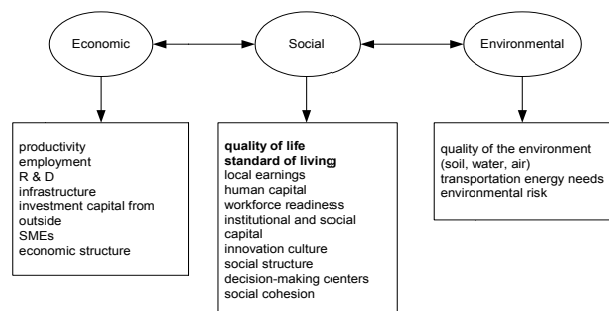 Economic
Social
Environmental
productivity
employment
R & D
infrastructure
investment capital from
outside
SMEs
economic structure
quality of life
standard of living
local earnings
human capital
workforce readiness
institutional and social
capital
innovation culture
social structure
decision-making centers
social cohesion
quality of the environment
(soil, water, air)
transportation energy needs
environmental risk